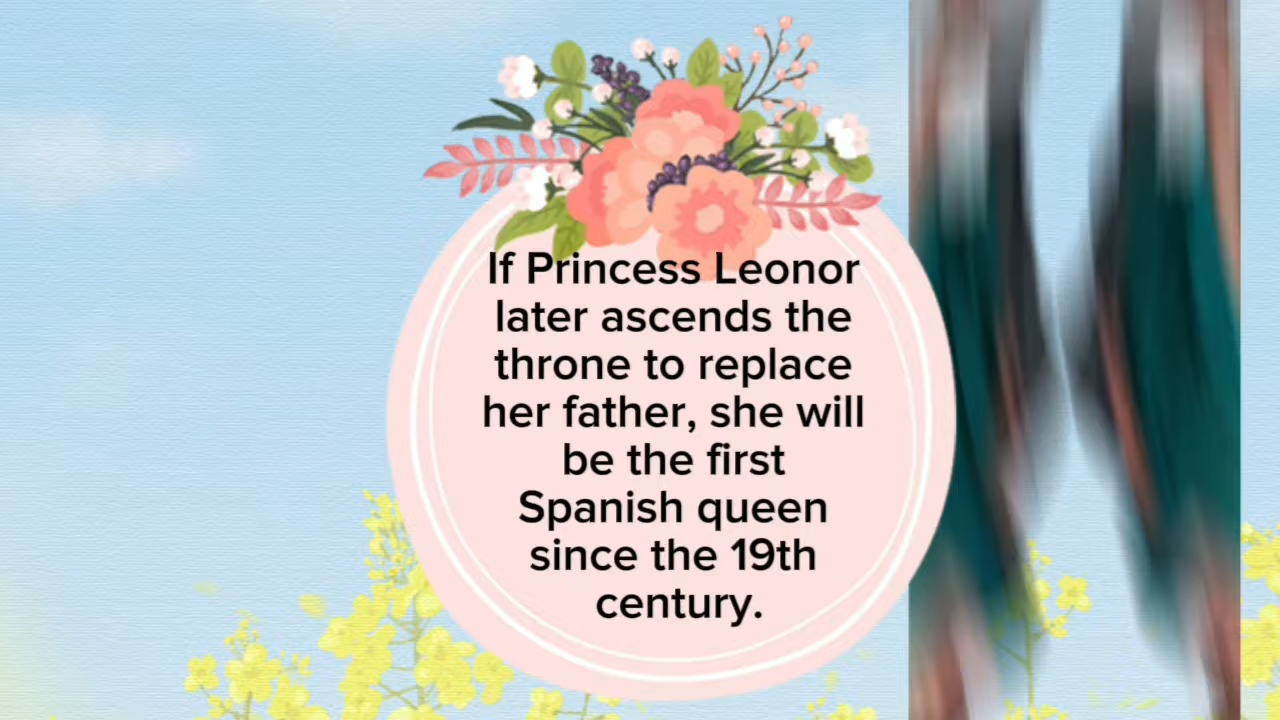 If Princess Leonor
later ascends the
throne to replace
her father, she will
be the first
Spanish queen
since the 19th
century.